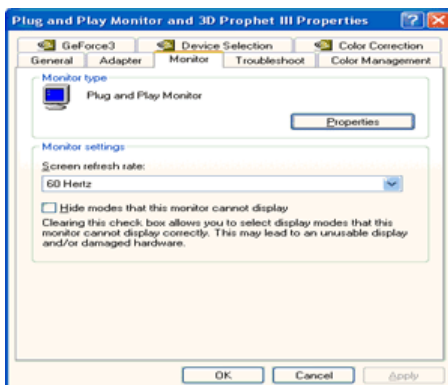 Plug and Play Monitor and 3D Prophet III Properties
GeForce3 Device Selection Color Correction
General Adapter Monitor Troubleshoot Color Management
Monitor type
Plug and Play Monitor
Properties
Monitor settings
Screen refresh rate:
60 Hertz
Hide modes that this monitor cannot display
Clearing this check box allows you to select display modes that this
monitor cannot display correctly. This may lead to an unusable display
and/or damaged hardware.
OK Cancel Apply